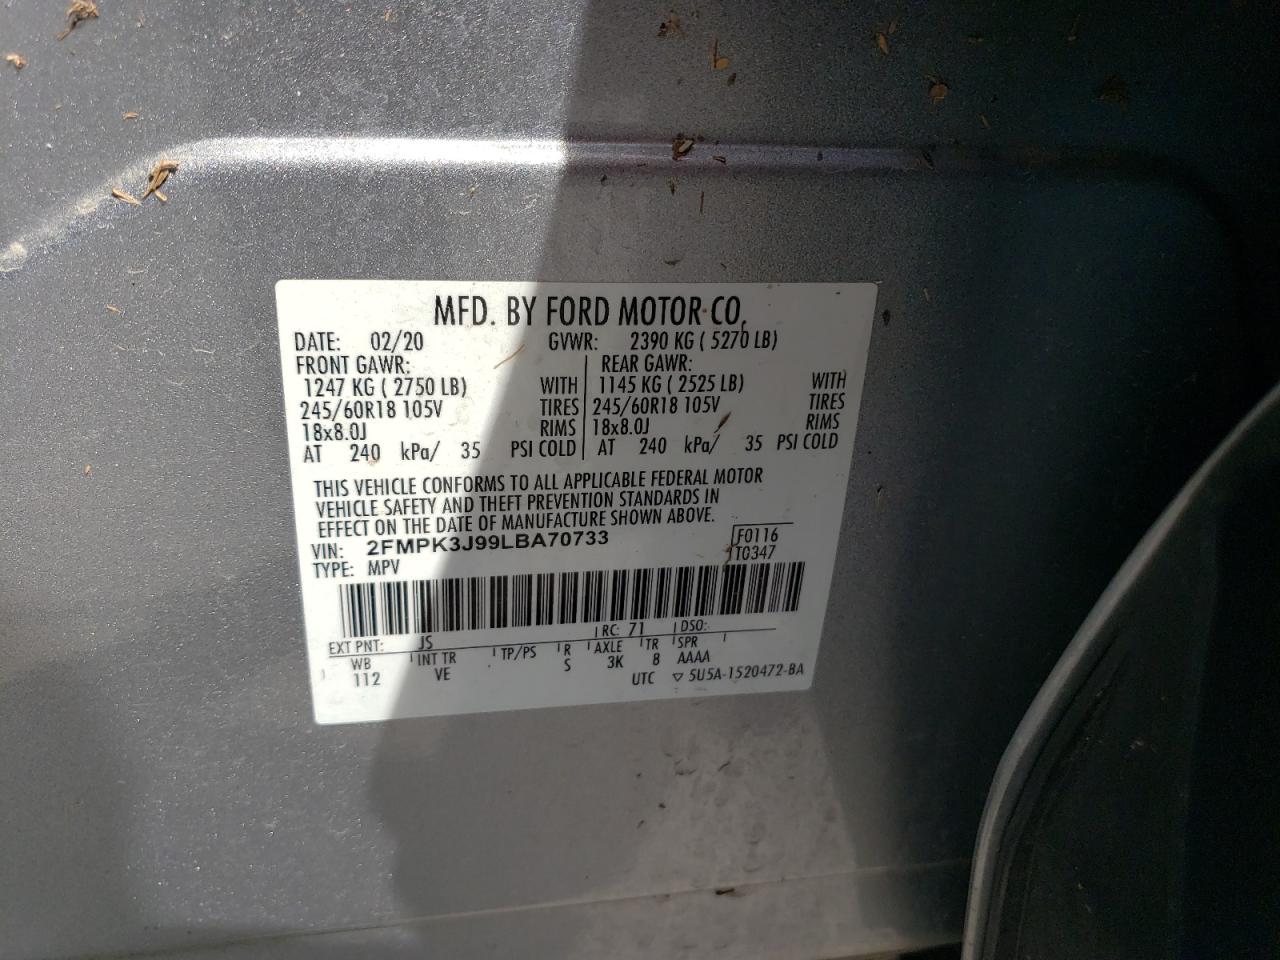 MFD. BY FORD MOTOR CO.
DATE: 02/20 GVWR: 2390 KG ( 5270 LB)
FRONT GAWR: REAR GAWR:
1247 KG ( 2750 LB) WITH 1145 KG ( 2525 LB) WITH
245/60R18 105V TIRES 245/60R18 105V TIRES
18x8.0J RIMS 18x8.0J RIMS
AT 240 kPa/ 35 PSI COLD AT 240 kPa/ 35 PSI COLD
THIS VEHICLE CONFORMS TO ALL APPLICABLE FEDERAL MOTOR
VEHICLE SAFETY AND THEFT PREVENTION STANDARDS IN
EFFECT ON THE DATE OF MANUFACTURE SHOWN ABOVE.
VIN: 2FMPK3J99LBA70733 F0116
TYPE: MPV T0347
EXT PNT: JS RC: 71 DSO:
WB INT TR TP/PS R AXLE TR SPR
112 VE S 3K 8 AAAA
UTC ▽ 5U5A-1520472-BA